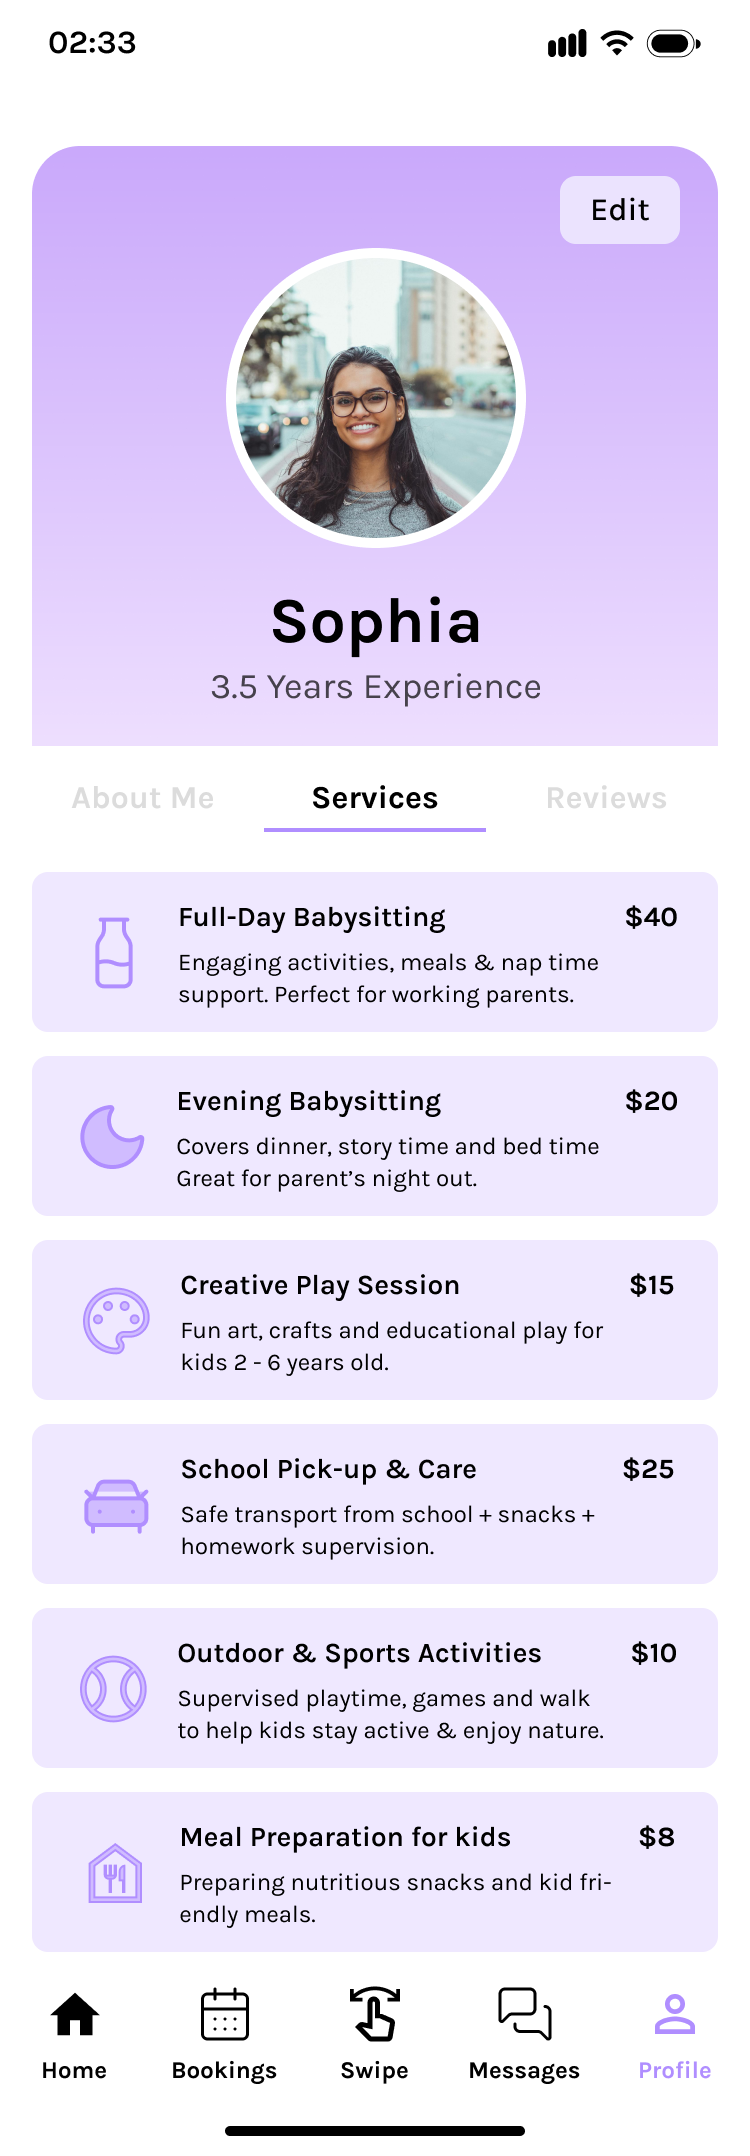 02:33
Edit
Sophia
3.5 Years Experience
About Me
Services
Reviews
Full-Day Babysitting
$40
Engaging activities, meals & nap time
support. Perfect for working parents.
Evening Babysitting
$20
Covers dinner, story time and bed time
Great for parent’s night out.
Creative Play Session
$15
Fun art, crafts and educational play for
kids 2 - 6 years old.
School Pick-up & Care
$25
Safe transport from school + snacks +
homework supervision.
Outdoor & Sports Activities
$10
Supervised playtime, games and walk
to help kids stay active & enjoy nature.
Meal Preparation for kids
$8
Preparing nutritious snacks and kid fri-
endly meals.
Home
Bookings
Swipe
Messages
Profile